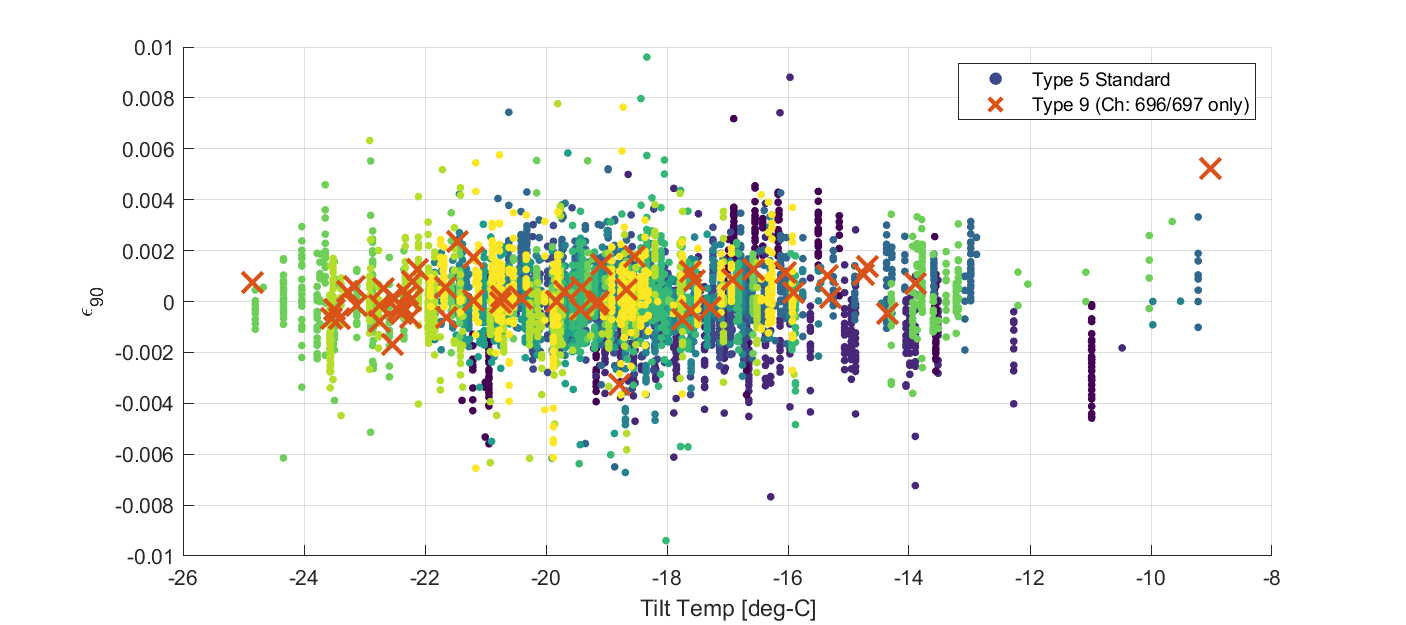 0.01
0.008
0.006
0.004
0.002
0
-0.002
-0.004
-0.006
-0.008
-0.01
ϵ90
Type 5 Standard
Type 9 (Ch: 696/697 only)
-26 -24 -22 -20 -18 -16 -14 -12 -10 -8
Tilt Temp [deg-C]